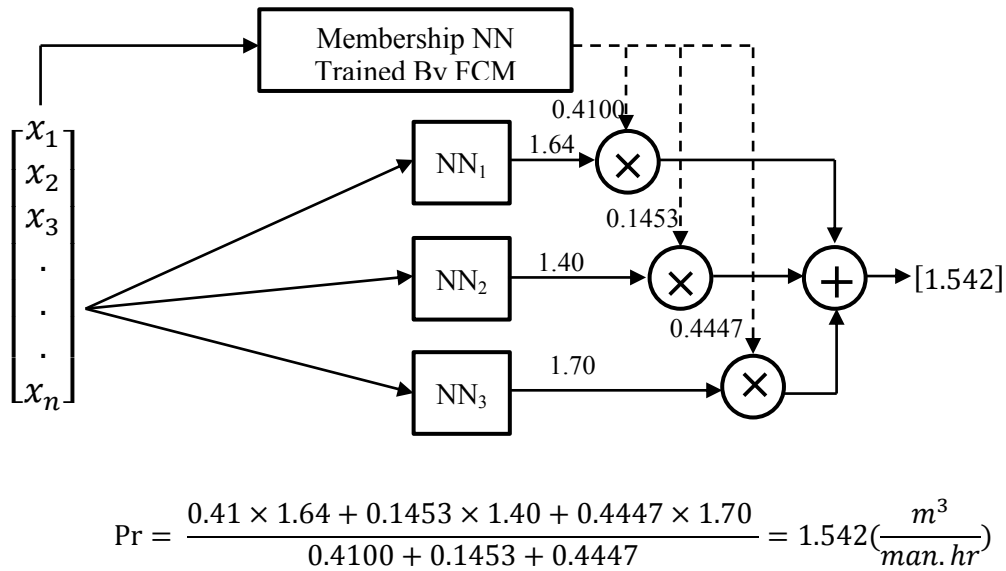 Membership NN
Trained By FCM
x₁
x₂
x₃
.
.
.
xₙ
0.4100
NN₁
1.64
×
0.1453
NN₂
1.40
×
+
[1.542]
0.4447
NN₃
1.70
×
Pr = (0.41 × 1.64 + 0.1453 × 1.40 + 0.4447 × 1.70) / (0.4100 + 0.1453 + 0.4447) = 1.542(m³/man.hr)